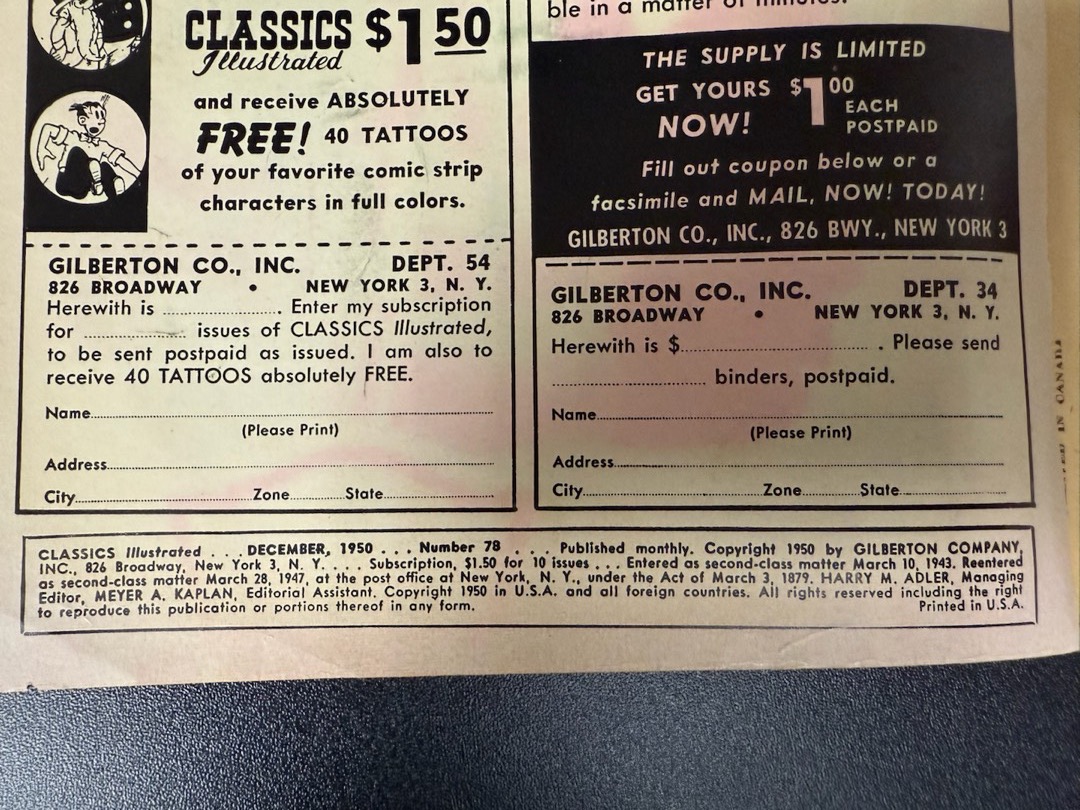 CLASSICS $1 50
Illustrated
and receive ABSOLUTELY
FREE! 40 TATTOOS
of your favorite comic strip
characters in full colors.
GILBERTON CO., INC. DEPT. 54
826 BROADWAY • NEW YORK 3, N. Y.
Herewith is .................... Enter my subscription
for .................... issues of CLASSICS Illustrated,
to be sent postpaid as issued. I am also to
receive 40 TATTOOS absolutely FREE.
Name....................
(Please Print)
Address....................
City.................... Zone.......... State....................
ble in a matter of minutes.
THE SUPPLY IS LIMITED
GET YOURS $1 00
NOW! EACH
POSTPAID
Fill out coupon below or a
facsimile and MAIL, NOW! TODAY!
GILBERTON CO., INC., 826 BWY., NEW YORK 3
GILBERTON CO., INC. DEPT. 34
826 BROADWAY • NEW YORK 3, N. Y.
Herewith is $.................... . Please send
.................... binders, postpaid.
Name....................
(Please Print)
Address....................
City.................... Zone.......... State....................
CLASSICS Illustrated . . . DECEMBER, 1950 . . . Number 78 . . . Published monthly. Copyright 1950 by GILBERTON COMPANY,
INC., 826 Broadway, New York 3, N. Y. . . . Subscription, $1.50 for 10 issues . . . Entered as second-class matter March 10, 1943. Reentered
as second-class matter March 28, 1947, at the post office at New York, N. Y., under the Act of March 3, 1879. HARRY M. ADLER, Managing
Editor, MEYER A. KAPLAN, Editorial Assistant. Copyright 1950 in U.S.A. and all foreign countries. All rights reserved including the right
to reproduce this publication or portions thereof in any form. Printed in U.S.A.
IN CANADA